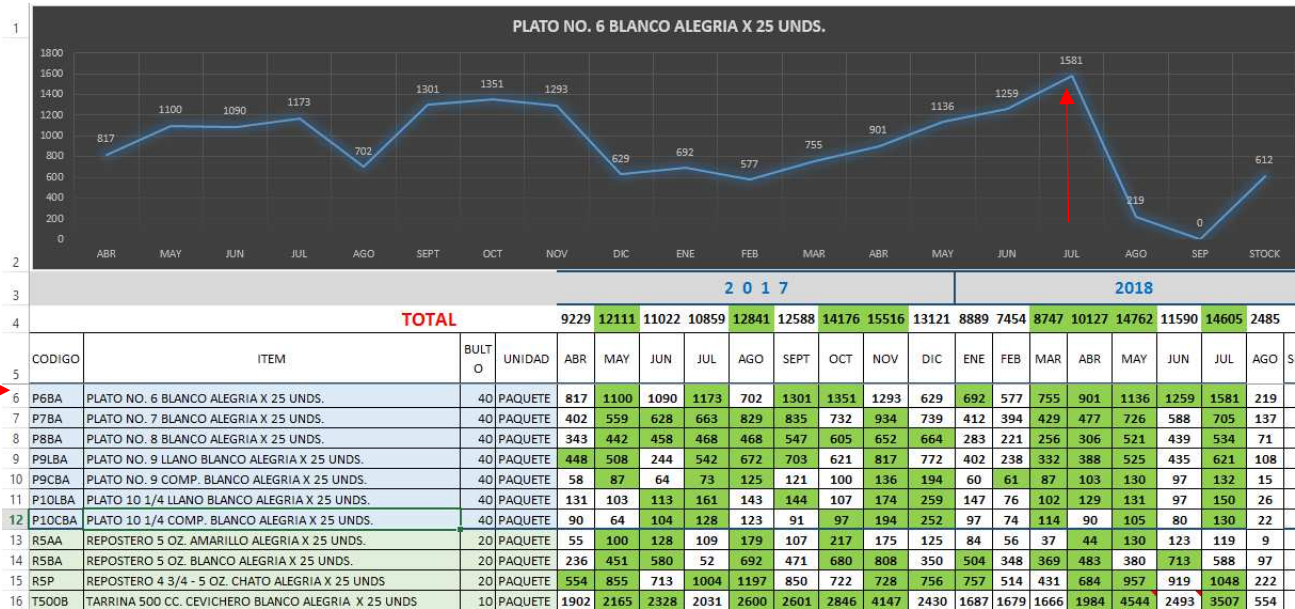 1
PLATO NO. 6 BLANCO ALEGRIA X 25 UNDS.
1800
1600
1400
1200
1000
800
600
400
200
0
817 1100 1090 1173 702 1301 1351 1293 629 692 577 755 901 1136 1259 1581 219 0 612
ABR MAY JUN JUL AGO SEPT OCT NOV DIC ENE FEB MAR ABR MAY JUN JUL AGO SEP STOCK
2
3 2 0 1 7 2018
4 TOTAL 9229 12111 11022 10859 12841 12588 14176 15516 13121 8889 7454 8747 10127 14762 11590 14605 2485
5 CODIGO ITEM BULTO UNIDAD ABR MAY JUN JUL AGO SEPT OCT NOV DIC ENE FEB MAR ABR MAY JUN JUL AGO S
6 P6BA PLATO NO. 6 BLANCO ALEGRIA X 25 UNDS. 40 PAQUETE 817 1100 1090 1173 702 1301 1351 1293 629 692 577 755 901 1136 1259 1581 219
7 P7BA PLATO NO. 7 BLANCO ALEGRIA X 25 UNDS. 40 PAQUETE 402 559 628 663 829 835 732 934 739 412 394 429 477 726 588 705 137
8 P8BA PLATO NO. 8 BLANCO ALEGRIA X 25 UNDS. 40 PAQUETE 343 442 458 468 468 547 605 652 664 283 221 256 306 521 439 534 71
9 P9LBA PLATO NO. 9 LLANO BLANCO ALEGRIA X 25 UNDS. 40 PAQUETE 448 508 244 542 672 703 621 817 772 402 238 332 388 525 435 621 108
10 P9CBA PLATO NO. 9 COMP. BLANCO ALEGRIA X 25 UNDS. 40 PAQUETE 58 87 64 73 125 121 100 136 194 60 61 87 103 130 97 132 15
11 P10LBA PLATO 10 1/4 LLANO BLANCO ALEGRIA X 25 UNDS. 40 PAQUETE 131 103 113 161 143 144 107 174 259 147 76 102 129 131 97 150 26
12 P10CBA PLATO 10 1/4 COMP. BLANCO ALEGRIA X 25 UNDS. 40 PAQUETE 90 64 104 128 123 91 97 194 252 97 74 114 90 105 80 130 22
13 R5AA REPOSTERO 5 OZ. AMARILLO ALEGRIA X 25 UNDS. 20 PAQUETE 55 100 128 109 179 107 217 175 125 84 56 37 44 130 123 119 9
14 R5BA REPOSTERO 5 OZ. BLANCO ALEGRIA X 25 UNDS. 20 PAQUETE 236 451 580 52 692 471 680 808 350 504 348 369 483 380 713 588 97
15 R5P REPOSTERO 4 3/4 - 5 OZ. CHATO ALEGRIA X 25 UNDS 20 PAQUETE 554 855 713 1004 1197 850 722 728 756 757 514 431 684 957 919 1048 222
16 T500B TARRINA 500 CC. CEVICHERO BLANCO ALEGRIA X 25 UNDS 10 PAQUETE 1902 2165 2328 2031 2600 2601 2846 4147 2430 1687 1679 1666 1984 4544 2493 3507 554